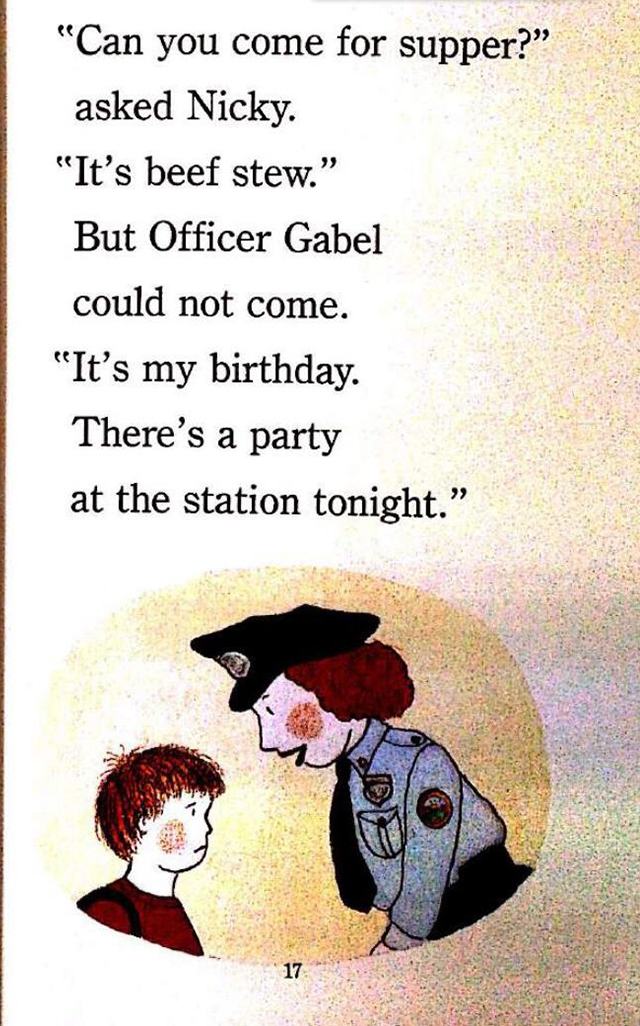 “Can you come for supper?”
asked Nicky.
“It’s beef stew.”
But Officer Gabel
could not come.
“It’s my birthday.
There’s a party
at the station tonight.”
17